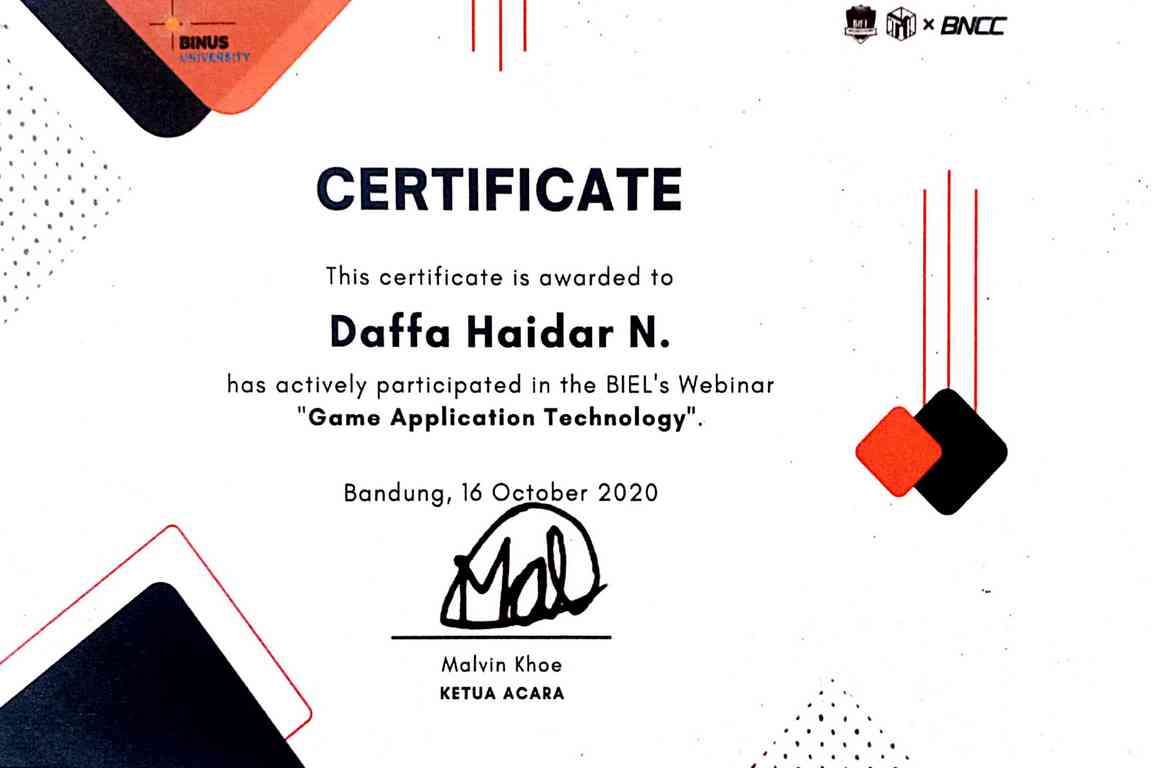 BINUS
UNIVERSITY
× BNCC
CERTIFICATE
This certificate is awarded to
Daffa Haidar N.
has actively participated in the BIEL's Webinar
"Game Application Technology".
Bandung, 16 October 2020
Mal
Malvin Khoe
KETUA ACARA